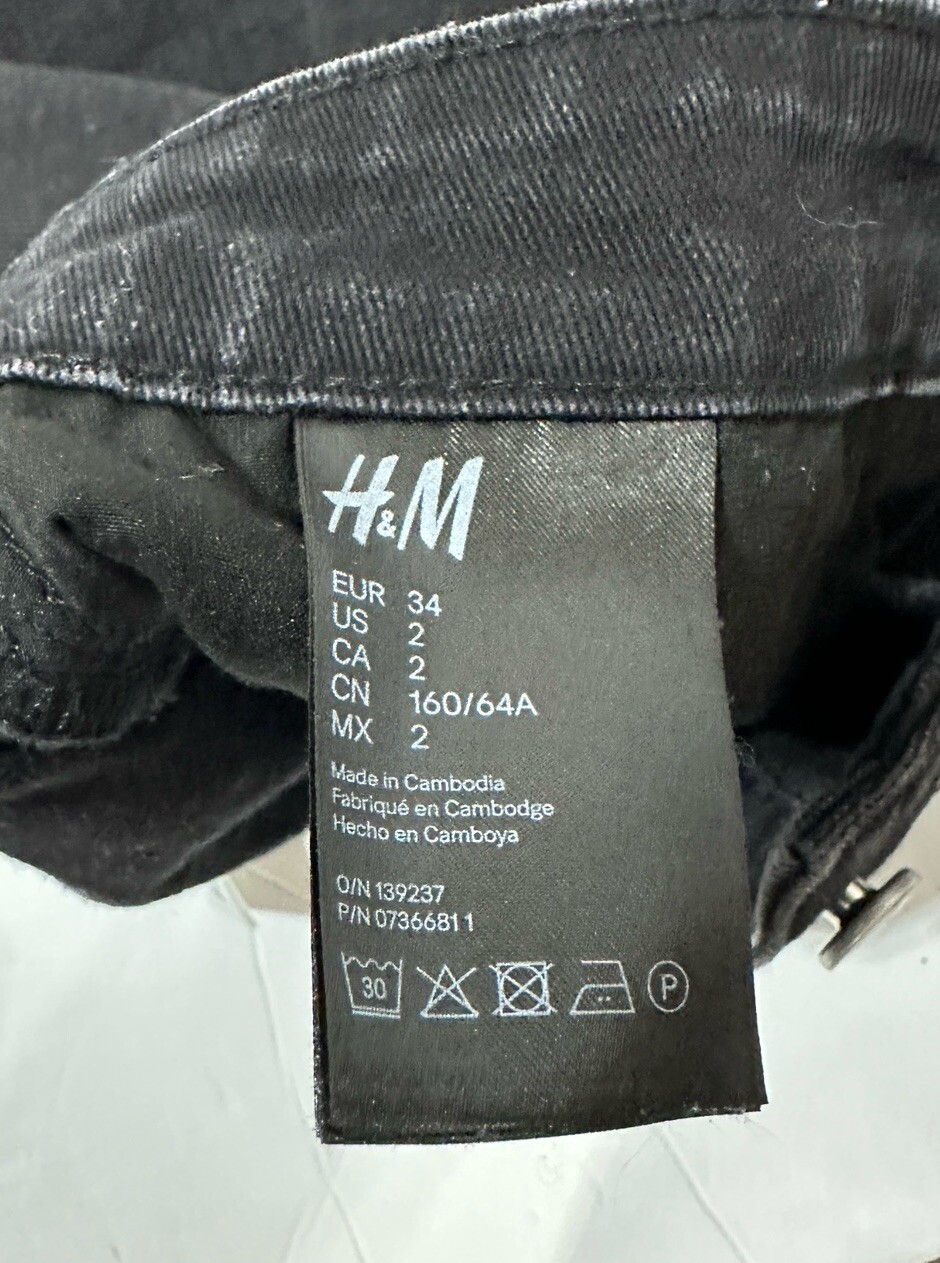 H&M
EUR 34
US 2
CA 2
CN 160/64A
MX 2
Made in Cambodia
Fabriqué en Cambodge
Hecho en Camboya
O/N 139237
P/N 07366811
30 P